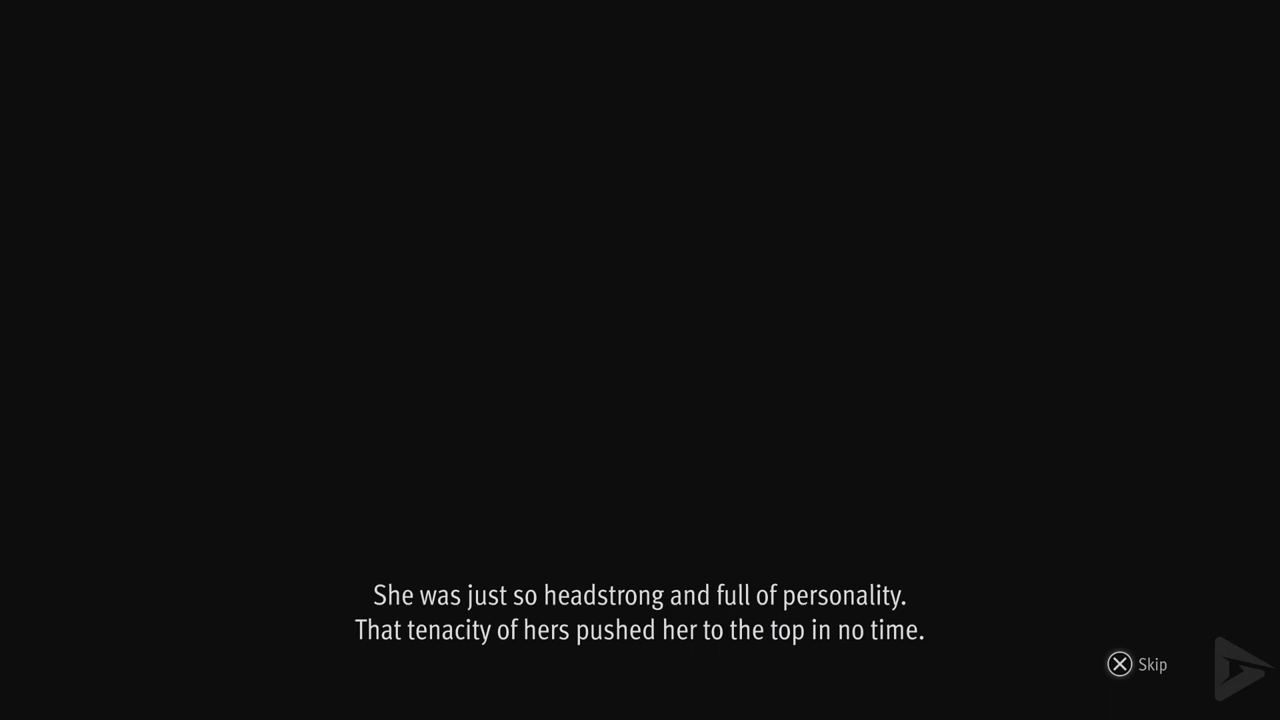 She was just so headstrong and full of personality.
That tenacity of hers pushed her to the top in no time.
Skip